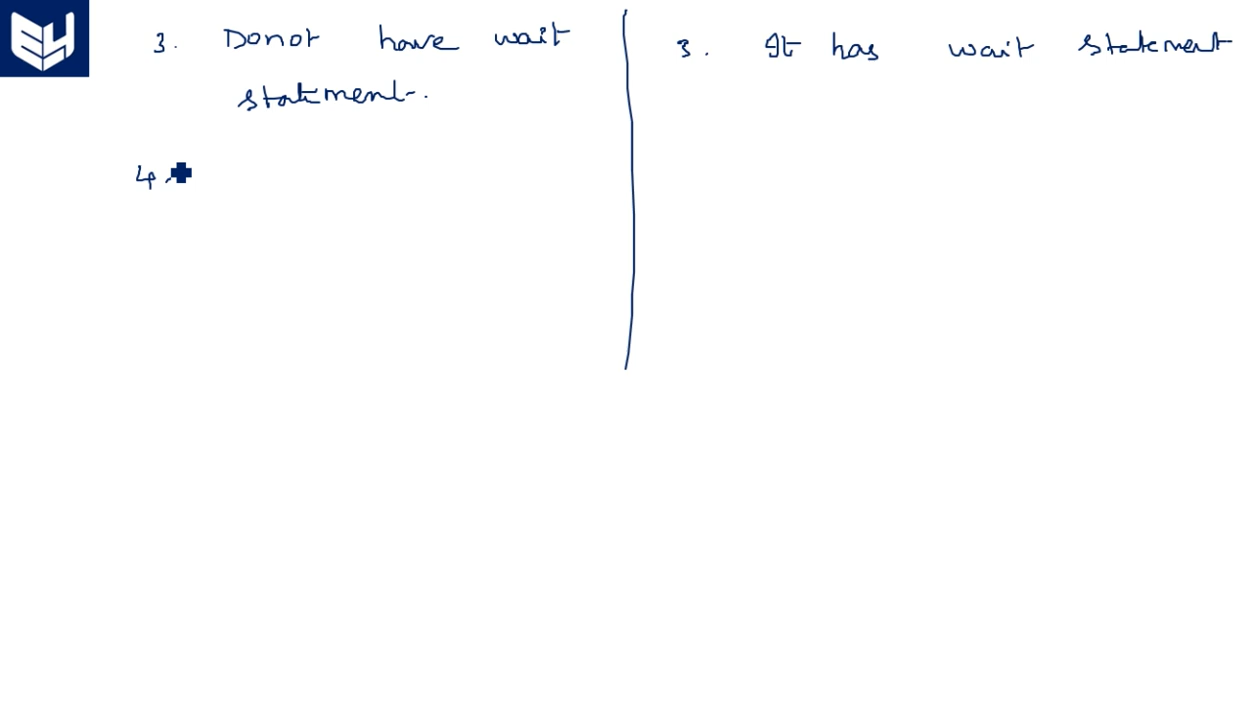 3. Donot have wait
statement.
4.
3. It has wait statement